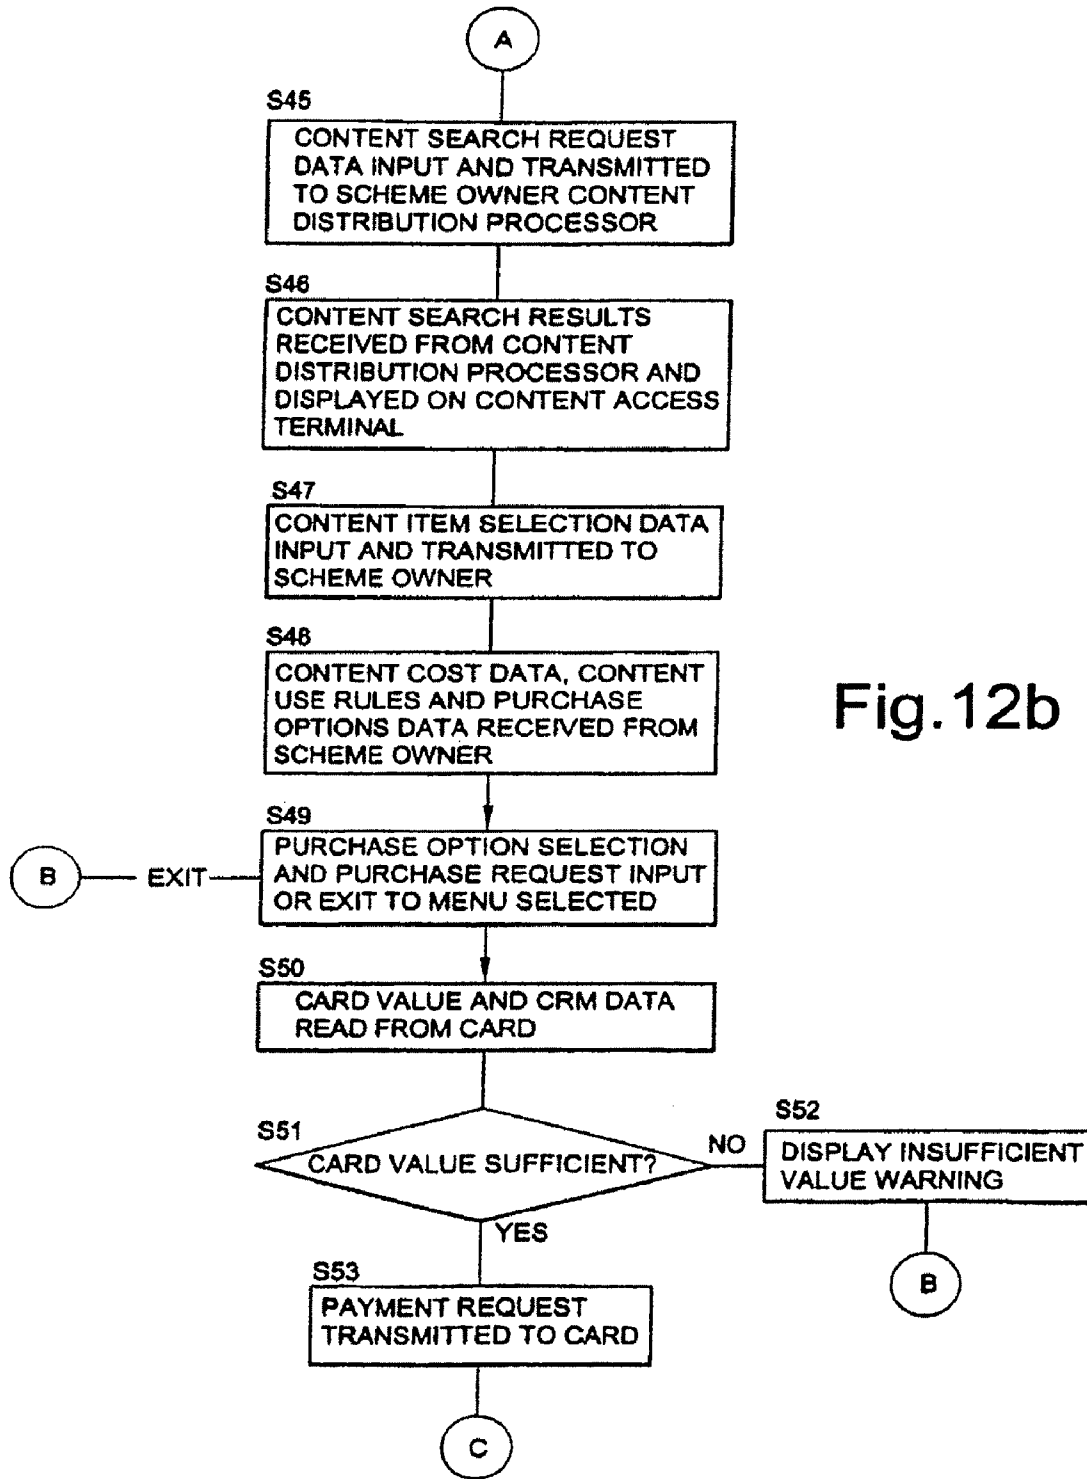 A
S45
CONTENT SEARCH REQUEST
DATA INPUT AND TRANSMITTED
TO SCHEME OWNER CONTENT
DISTRIBUTION PROCESSOR
S46
CONTENT SEARCH RESULTS
RECEIVED FROM CONTENT
DISTRIBUTION PROCESSOR AND
DISPLAYED ON CONTENT ACCESS
TERMINAL
S47
CONTENT ITEM SELECTION DATA
INPUT AND TRANSMITTED TO
SCHEME OWNER
S48
CONTENT COST DATA, CONTENT
USE RULES AND PURCHASE
OPTIONS DATA RECEIVED FROM
SCHEME OWNER
Fig.12b
S49
PURCHASE OPTION SELECTION
AND PURCHASE REQUEST INPUT
OR EXIT TO MENU SELECTED
B
EXIT
S50
CARD VALUE AND CRM DATA
READ FROM CARD
S51
CARD VALUE SUFFICIENT?
NO
S52
DISPLAY INSUFFICIENT
VALUE WARNING
YES
B
S53
PAYMENT REQUEST
TRANSMITTED TO CARD
C